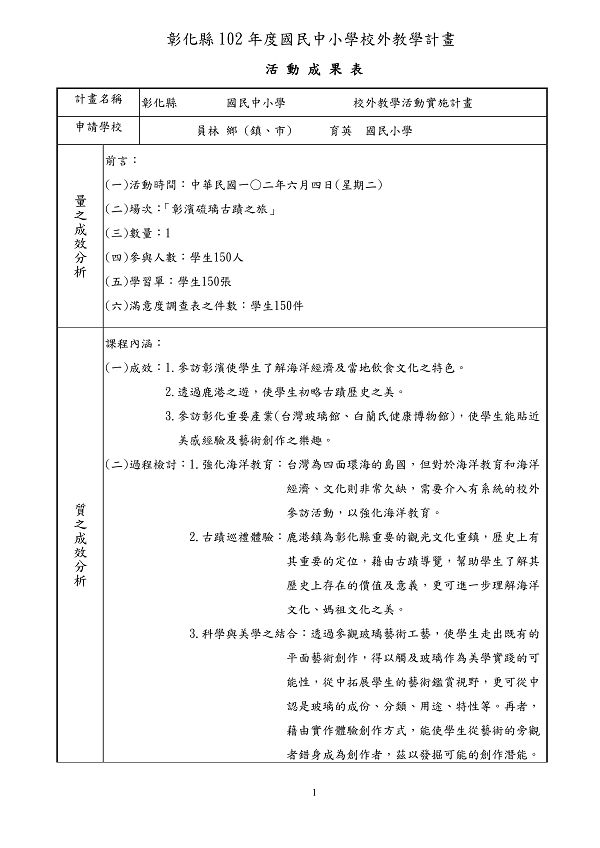 彰化縣 102 年度國民中小學校外教學計畫
活 動 成 果 表
計畫名稱
彰化縣 國民中小學 校外教學活動實施計畫
申請學校
員林 鄉（鎮、市） 育英 國民小學
量之成效分析
前言：
(一)活動時間：中華民國一○二年六月四日(星期二)
(二)場次：「彰濱硫璃古蹟之旅」
(三)數量：1
(四)參與人數：學生150人
(五)學習單：學生150張
(六)滿意度調查表之件數：學生150件
質之成效分析
課程內涵：
(一)成效：1.參訪彰濱使學生了解海洋經濟及當地飲食文化之特色。
2.透過鹿港之遊，使學生初略古蹟歷史之美。
3.參訪彰化重要產業(台灣玻璃館、白蘭氏健康博物館)，使學生能貼近
美感經驗及藝術創作之樂趣。
(二)過程檢討：1.強化海洋教育：台灣為四面環海的島國，但對於海洋教育和海洋
經濟、文化則非常欠缺，需要介入有系統的校外
參訪活動，以強化海洋教育。
2.古蹟巡禮體驗：鹿港鎮為彰化縣重要的觀光文化重鎮，歷史上有
其重要的定位，藉由古蹟導覽，幫助學生了解其
歷史上存在的價值及意義，更可進一步理解海洋
文化、媽祖文化之美。
3.科學與美學之結合：透過參觀玻璃藝術工藝，使學生走出既有的
平面藝術創作，得以觸及玻璃作為美學實踐的可
能性，從中拓展學生的藝術鑑賞視野，更可從中
認是玻璃的成份、分類、用途、特性等。再者，
藉由實作體驗創作方式，能使學生從藝術的旁觀
者錯身成為創作者，茲以發掘可能的創作潛能。
1